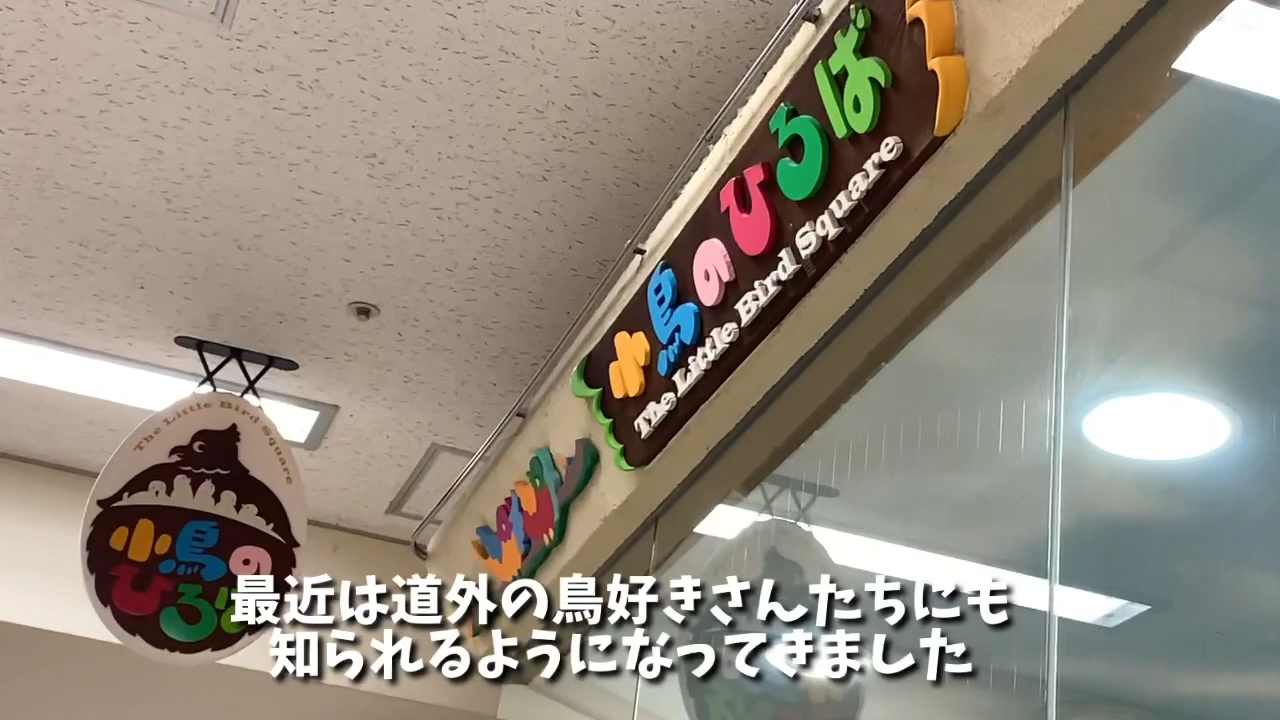 小鳥のひろば
The Little Bird Square
The Little Bird Square
小鳥の
ひろば
最近は道外の鳥好きさんたちにも
知られるようになってきました